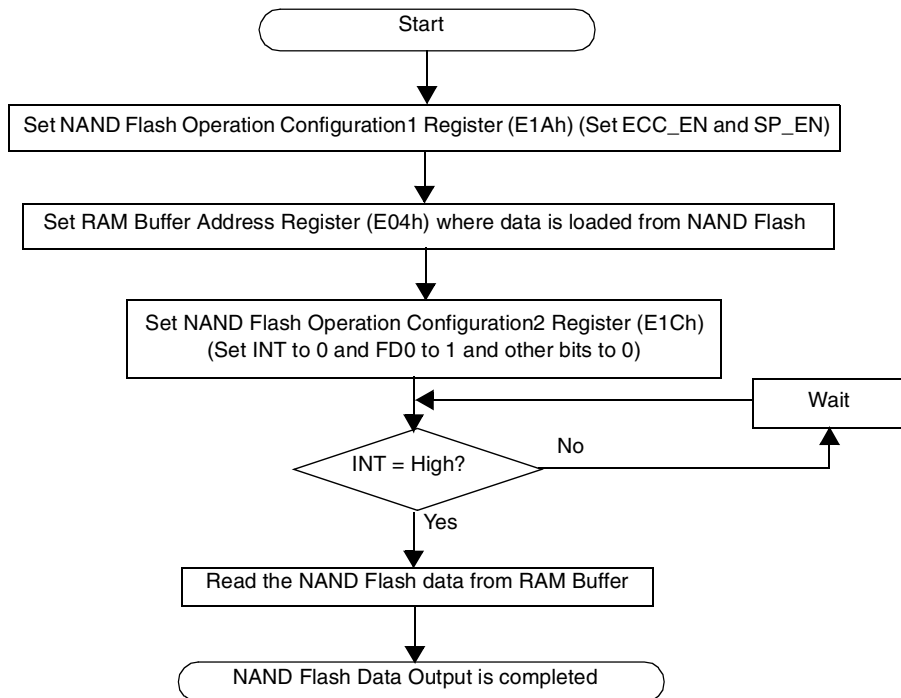 Start
Set NAND Flash Operation Configuration1 Register (E1Ah) (Set ECC_EN and SP_EN)
Set RAM Buffer Address Register (E04h) where data is loaded from NAND Flash
Set NAND Flash Operation Configuration2 Register (E1Ch)
(Set INT to 0 and FD0 to 1 and other bits to 0)
Wait
INT = High?
No
Yes
Read the NAND Flash data from RAM Buffer
NAND Flash Data Output is completed